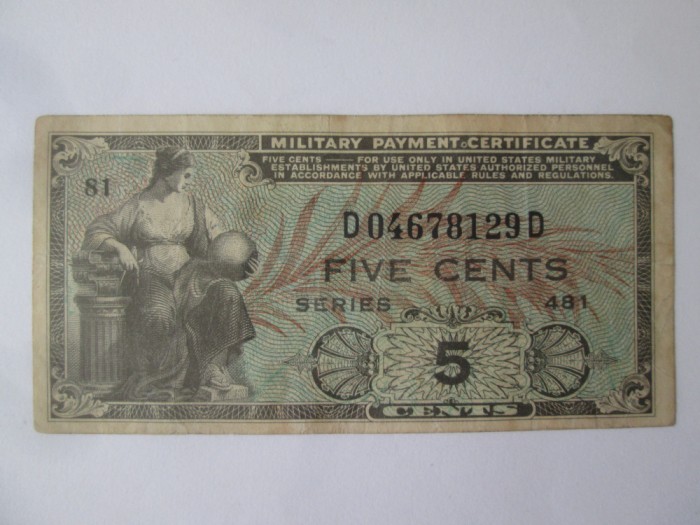 MILITARY PAYMENT CERTIFICATE
FIVE CENTS — FOR USE ONLY IN UNITED STATES MILITARY
ESTABLISHMENTS BY UNITED STATES AUTHORIZED PERSONNEL
IN ACCORDANCE WITH APPLICABLE RULES AND REGULATIONS.
81
D04678129D
FIVE CENTS
SERIES 481
5
CENTS